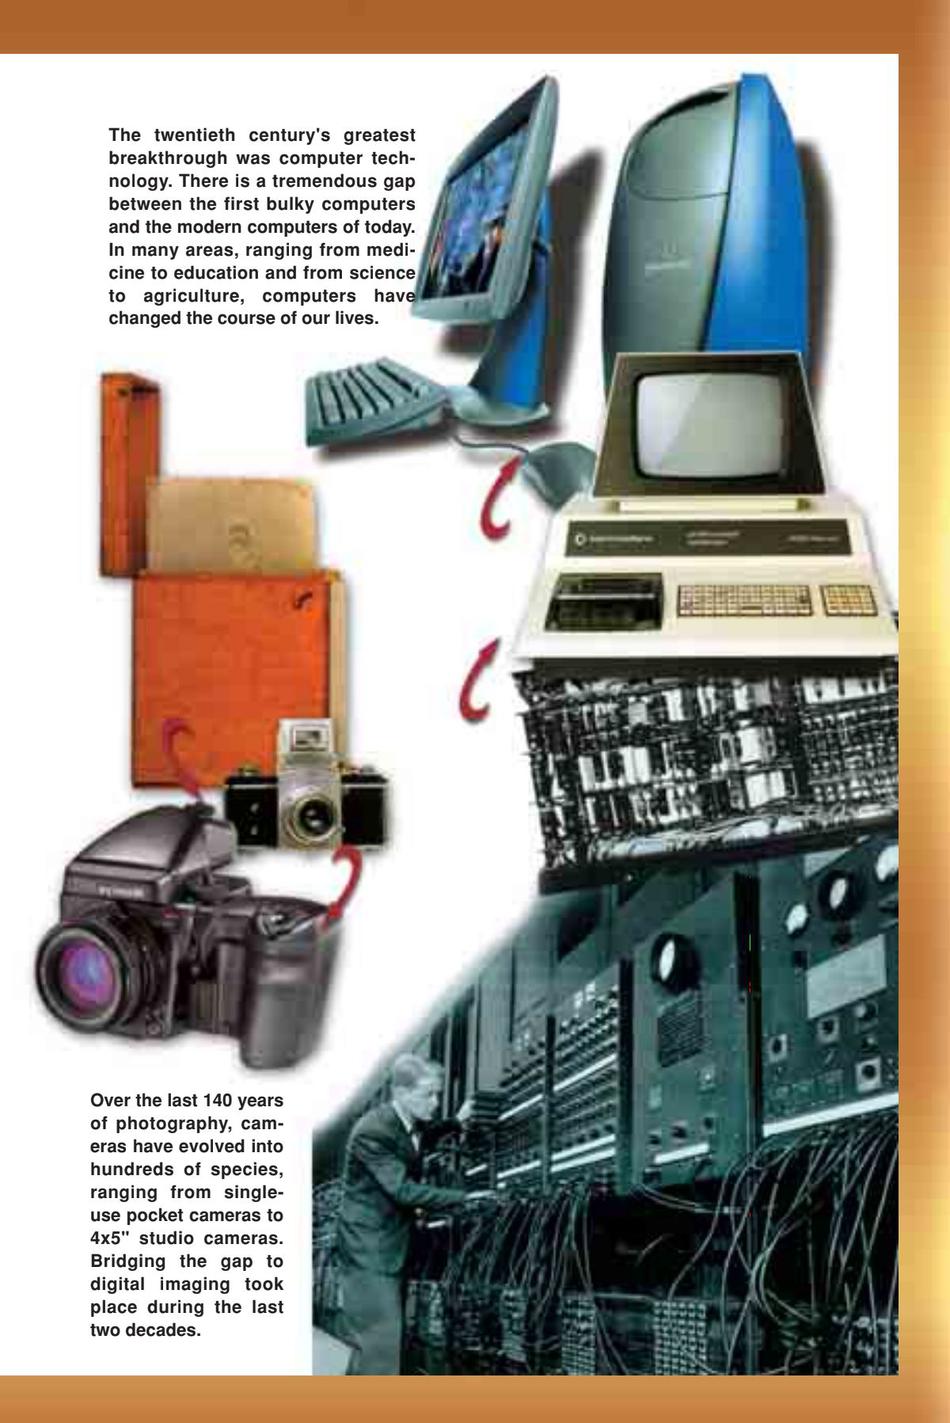 The twentieth century's greatest
breakthrough was computer tech-
nology. There is a tremendous gap
between the first bulky computers
and the modern computers of today.
In many areas, ranging from medi-
cine to education and from science
to agriculture, computers have
changed the course of our lives.
Over the last 140 years
of photography, cam-
eras have evolved into
hundreds of species,
ranging from single-
use pocket cameras to
4x5" studio cameras.
Bridging the gap to
digital imaging took
place during the last
two decades.